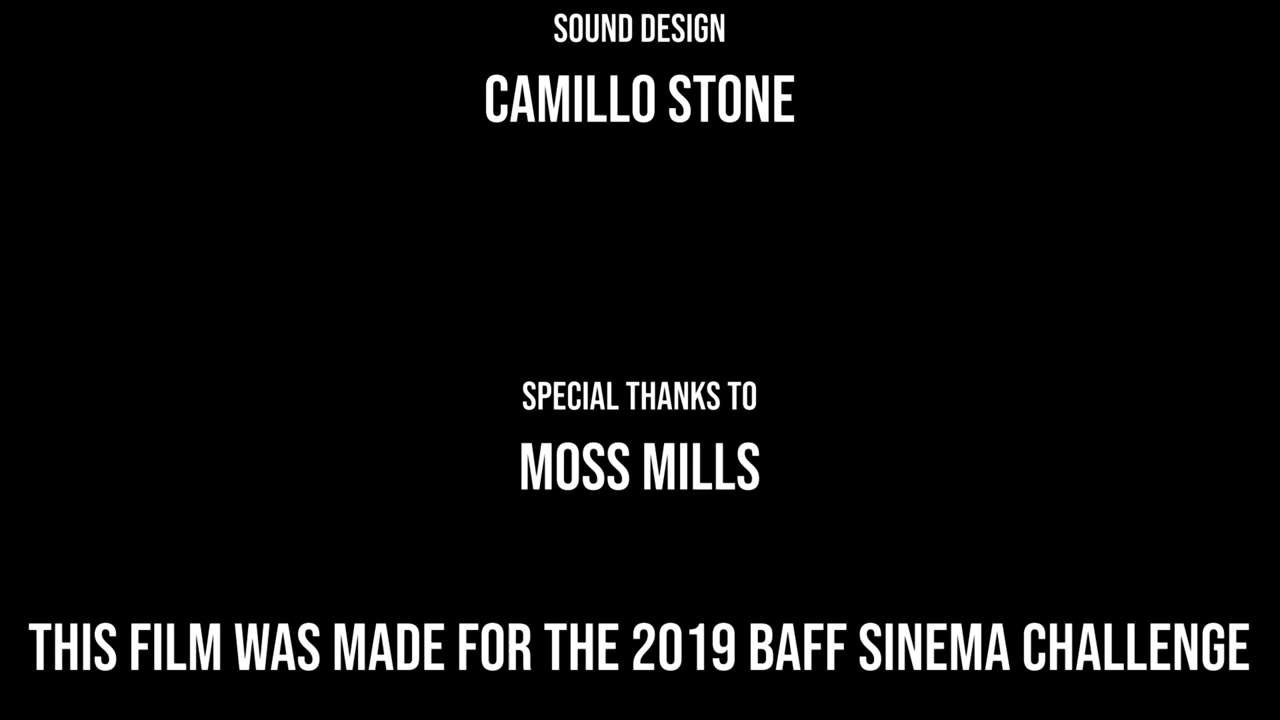 SOUND DESIGN
CAMILLO STONE
SPECIAL THANKS TO
MOSS MILLS
THIS FILM WAS MADE FOR THE 2019 BAFF SINEMA CHALLENGE